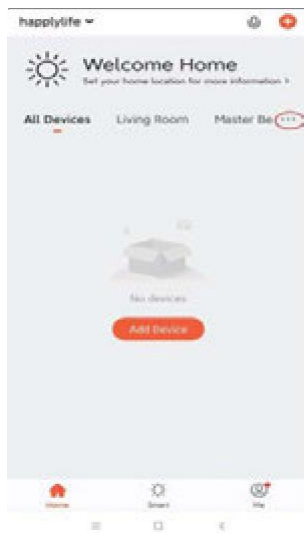 happylife
Welcome Home
Set your home location for more information >
All Devices Living Room Master Be ...
No devices
Add Device
Home Smart Me